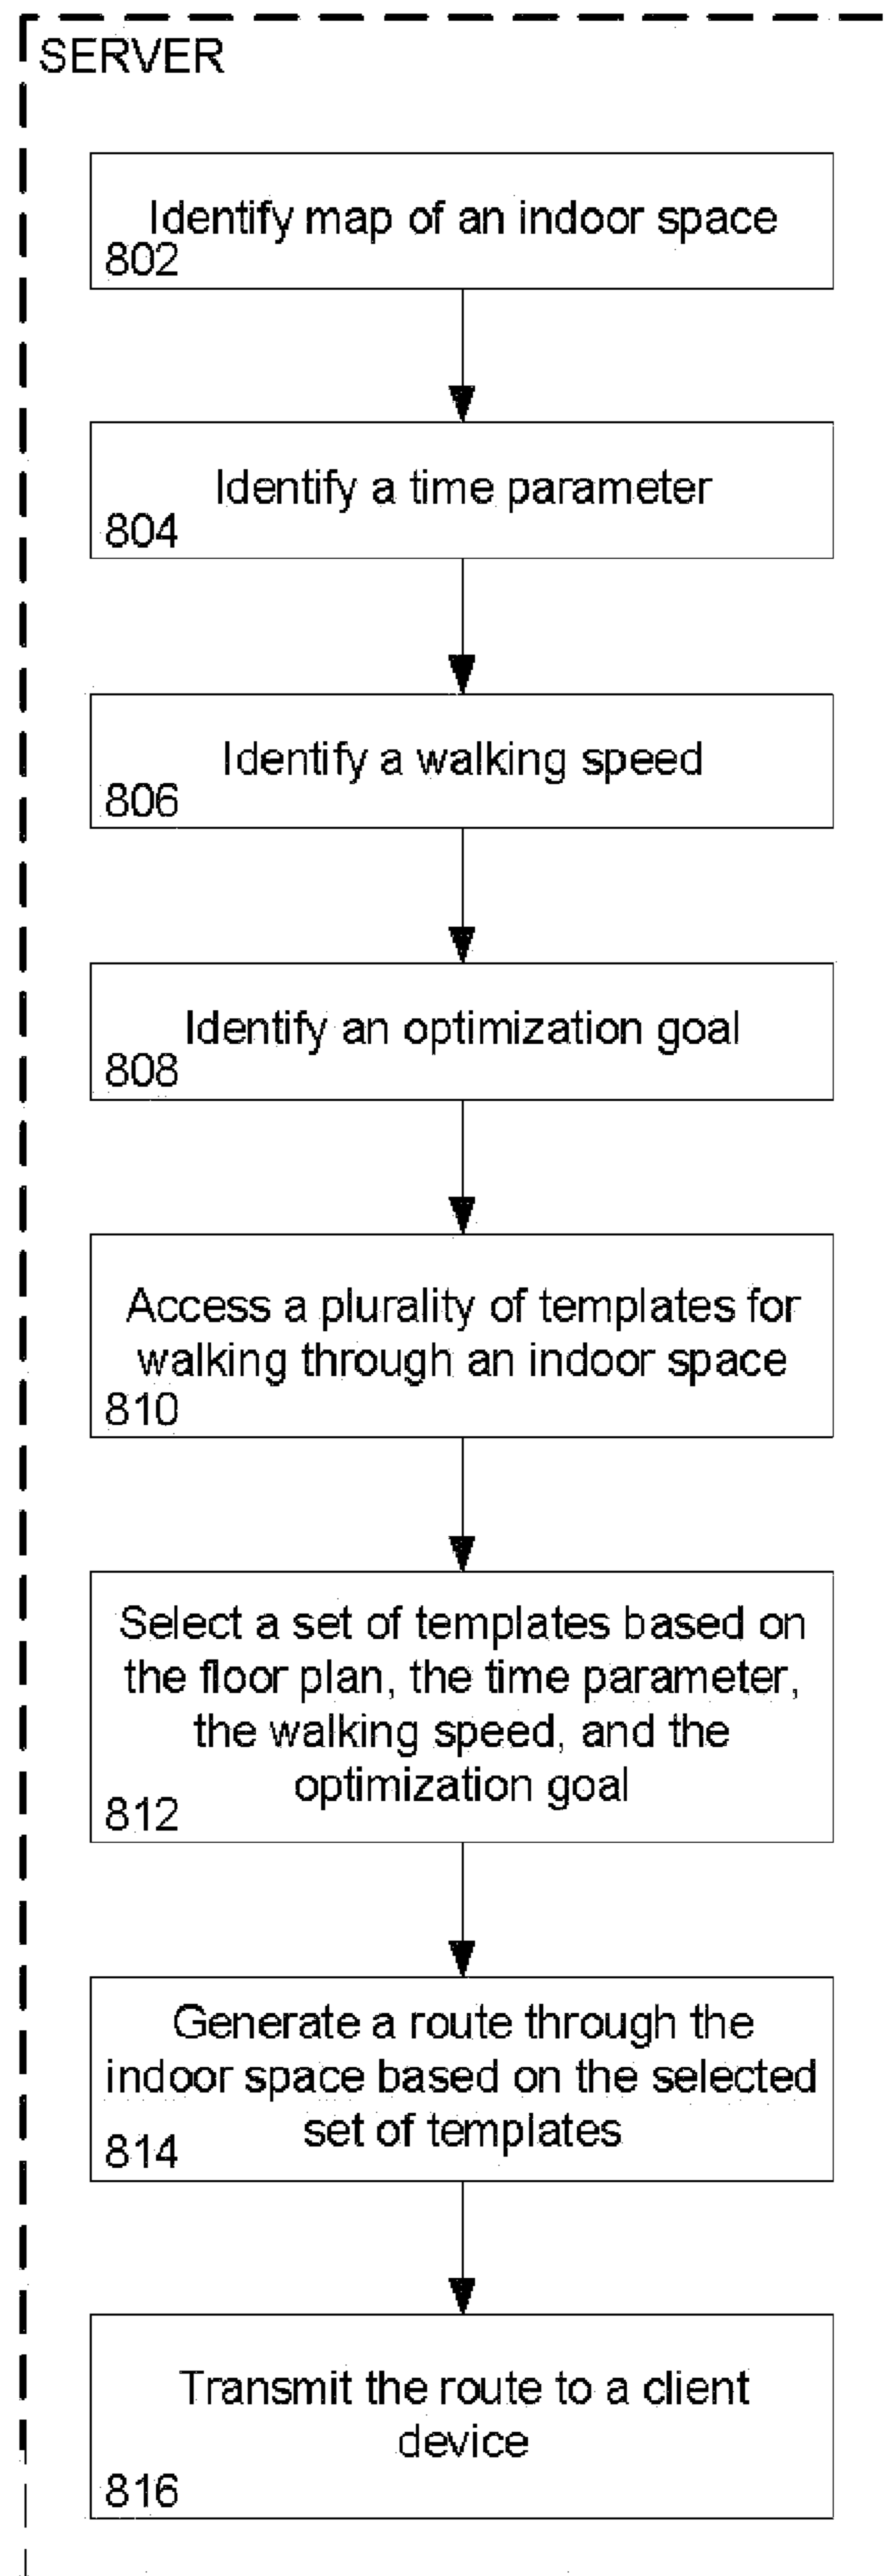 SERVER
Identify map of an indoor space
802
Identify a time parameter
804
Identify a walking speed
806
Identify an optimization goal
808
Access a plurality of templates for
walking through an indoor space
810
Select a set of templates based on
the floor plan, the time parameter,
the walking speed, and the
optimization goal
812
Generate a route through the
indoor space based on the selected
set of templates
814
Transmit the route to a client
device
816